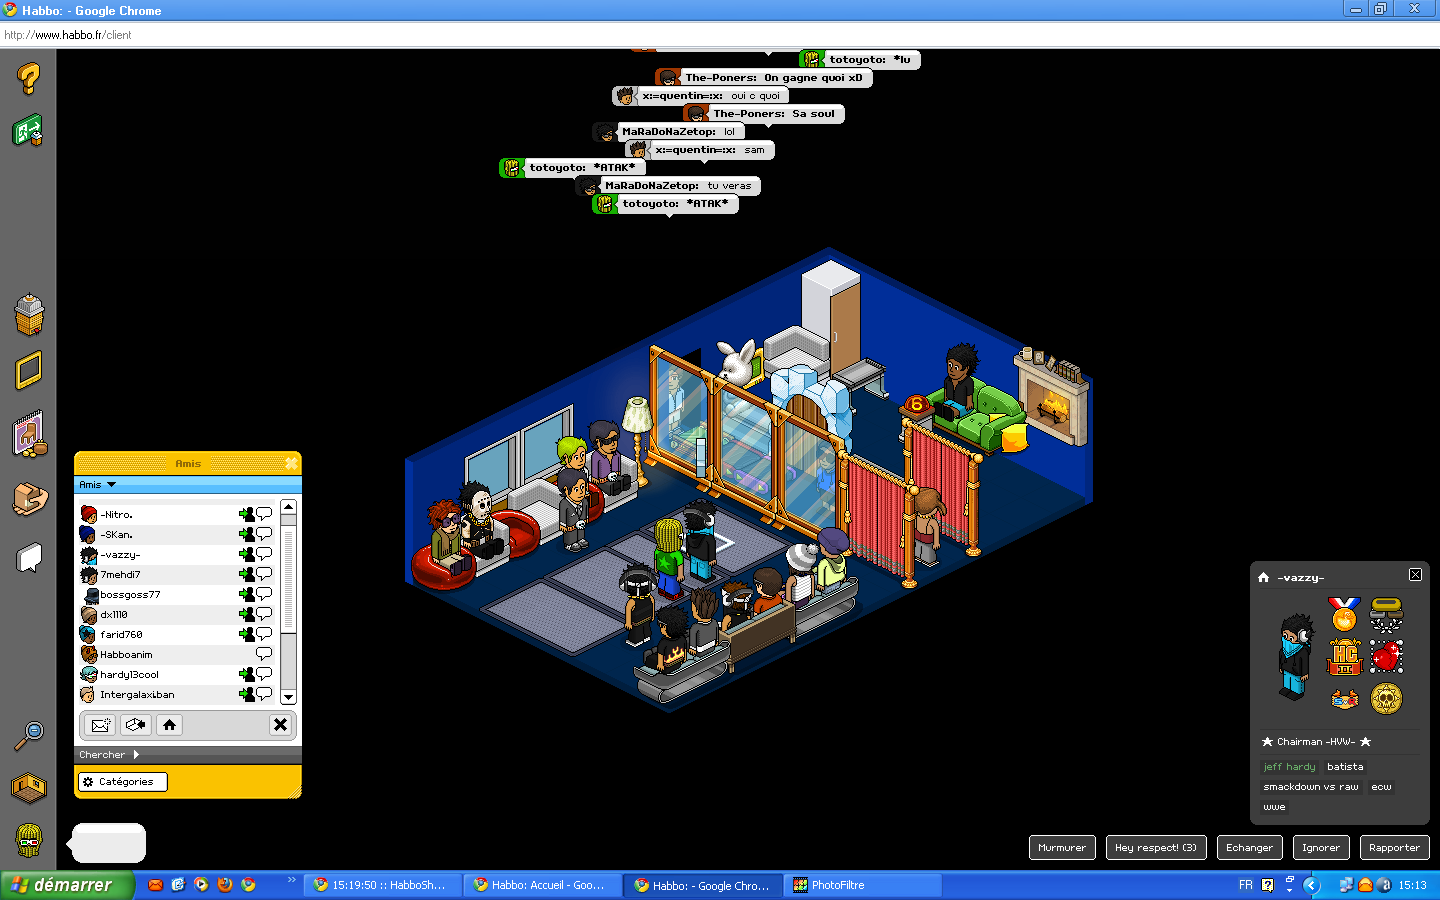 Habbo: - Google Chrome
http://www.habbo.fr/client
totoyoto: *lv
The-Poners: On gagne quoi xD
x:=quentin=:x: oui c quoi
The-Poners: Sa soul
MaRaDoNaZetop: lol
x:=quentin=:x: sam
totoyoto: *ATAK*
MaRaDoNaZetop: tu veras
totoyoto: *ATAK*
6
Amis
Amis
-Nitro.
-SKan.
-vazzy-
7mehdi7
bossgoss77
dx1110
farid760
Habboanim
hardy13cool
Intergalaxiban
Chercher
Catégories
-vazzy-
HC
★ Chairman -HVW- ★
jeff hardy batista
smackdown vs raw ecw
wwe
Murmurer Hey respect! (3) Echanger Ignorer Rapporter
démarrer
15:19:50 :: HabboSh... Habbo: Accueil - Goo... Habbo: - Google Chro... PhotoFiltre
FR 15:13